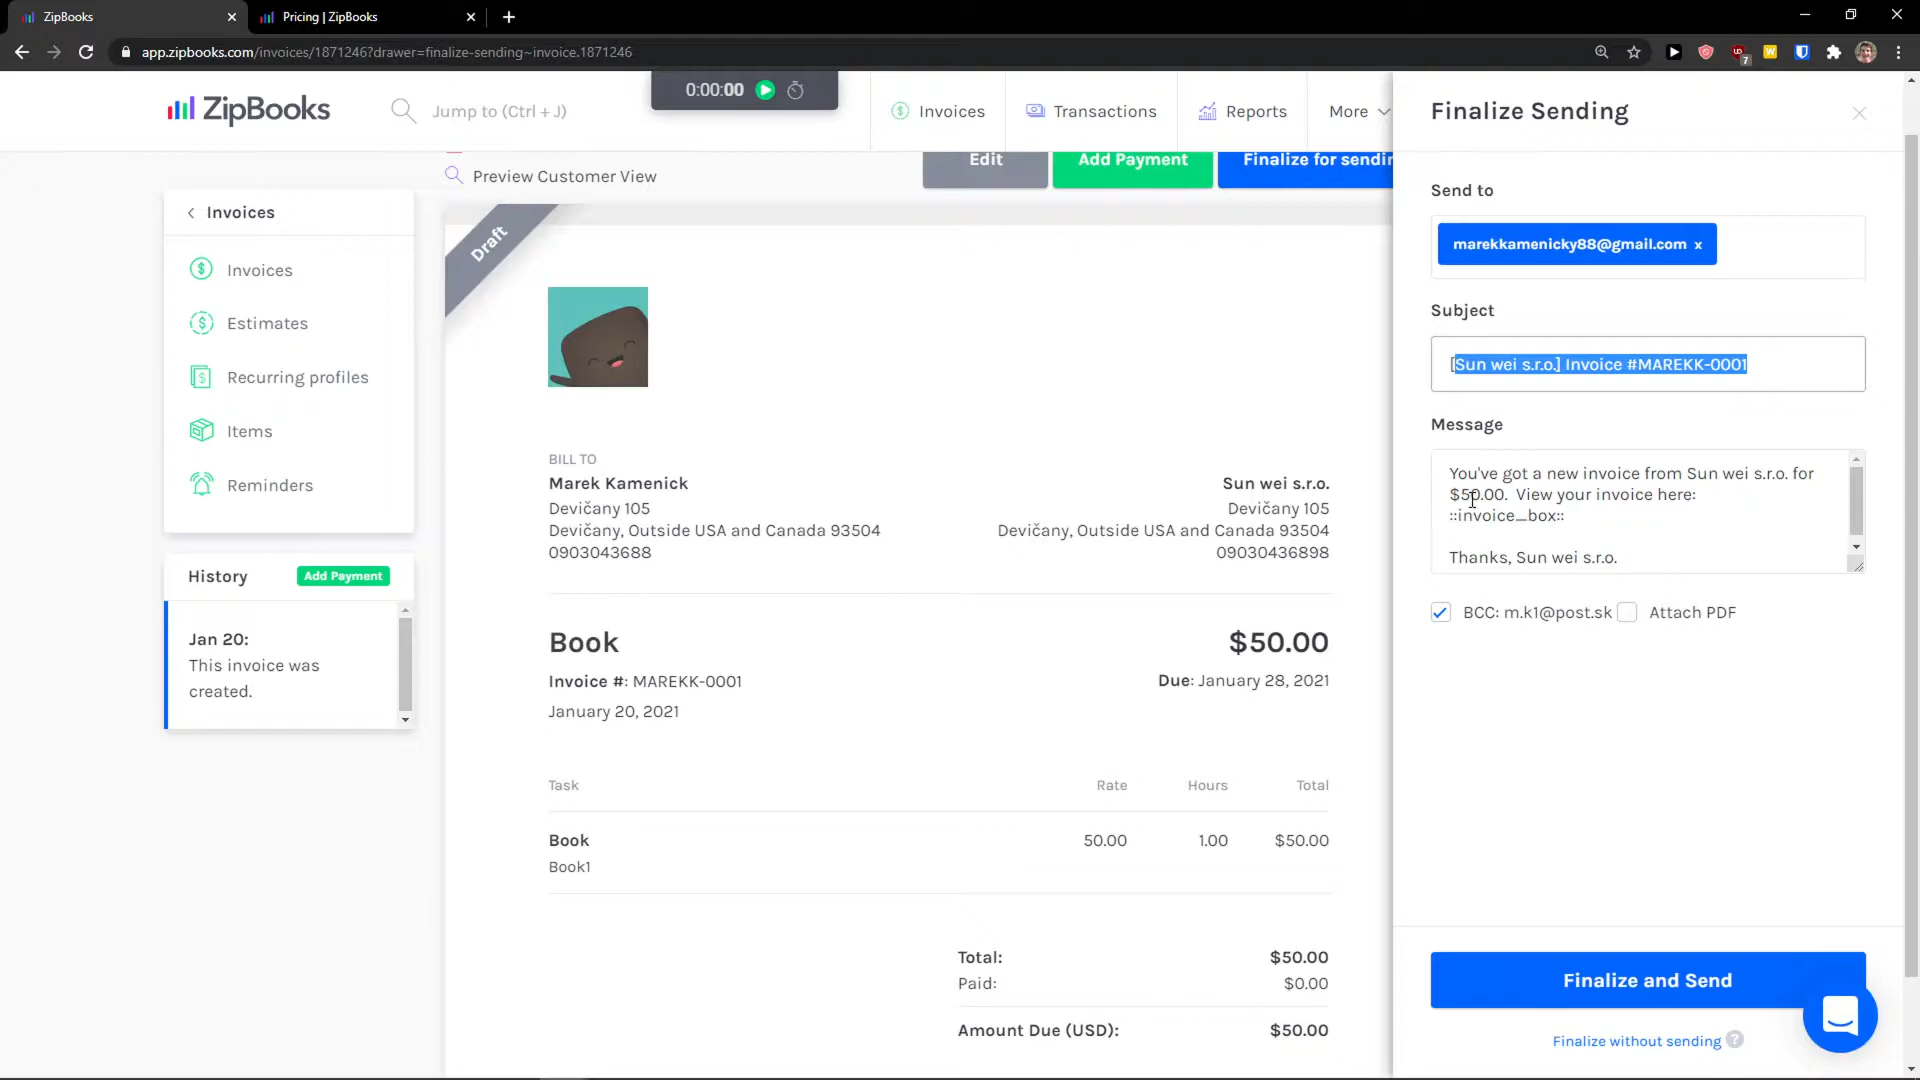 ZipBooks
Pricing | ZipBooks
app.zipbooks.com/invoices/1871246?drawer=finalize-sending~invoice.1871246
7
ZipBooks
Jump to (Ctrl + J)
0:00:00
Invoices
Transactions
Reports
More
Preview Customer View
Edit
Add Payment
Finalize for sendin
Invoices
Invoices
Estimates
Recurring profiles
Items
Reminders
History
Add Payment
Jan 20:
This invoice was
created.
Draft
BILL TO
Marek Kamenick
Devičany 105
Devičany, Outside USA and Canada 93504
0903043688
Sun wei s.r.o.
Devičany 105
Devičany, Outside USA and Canada 93504
09030436898
Book
$50.00
Invoice #: MAREKK-0001
Due: January 28, 2021
January 20, 2021
Task Rate Hours Total
Book 50.00 1.00 $50.00
Book1
Total: $50.00
Paid: $0.00
Amount Due (USD): $50.00
Finalize Sending
Send to
marekkamenicky88@gmail.com x
Subject
[Sun wei s.r.o.] Invoice #MAREKK-0001
Message
You've got a new invoice from Sun wei s.r.o. for
$50.00. View your invoice here:
::invoice_box::
Thanks, Sun wei s.r.o.
BCC: m.k1@post.sk Attach PDF
Finalize and Send
Finalize without sending ?